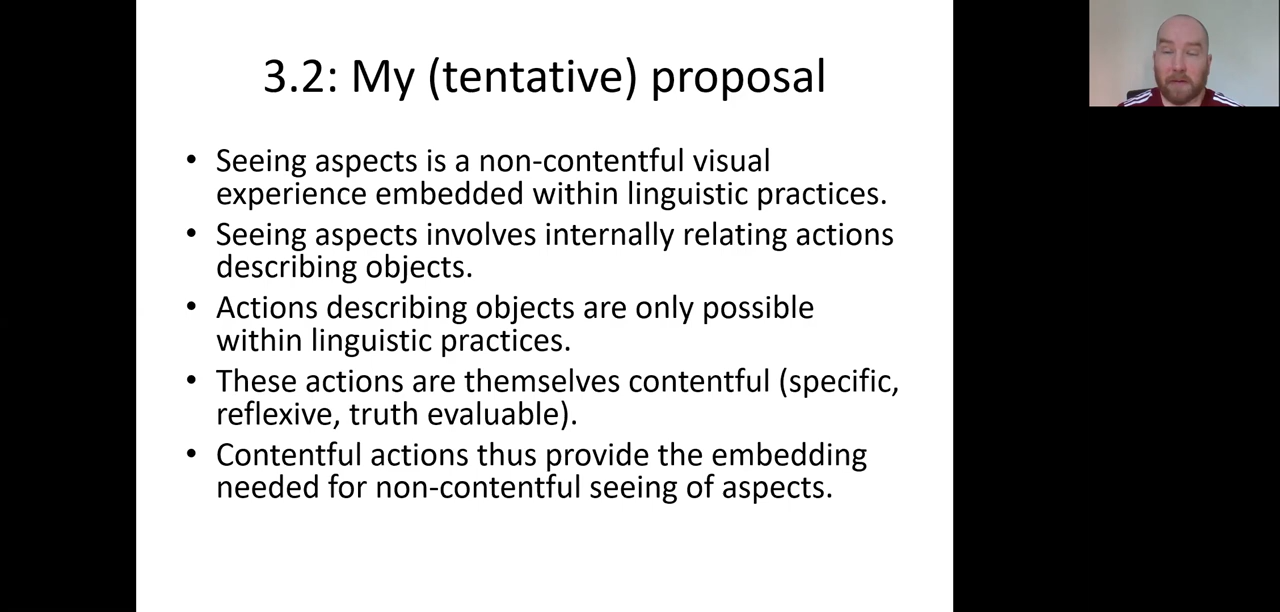 3.2: My (tentative) proposal
• Seeing aspects is a non-contentful visual
experience embedded within linguistic practices.
• Seeing aspects involves internally relating actions
describing objects.
• Actions describing objects are only possible
within linguistic practices.
• These actions are themselves contentful (specific,
reflexive, truth evaluable).
• Contentful actions thus provide the embedding
needed for non-contentful seeing of aspects.